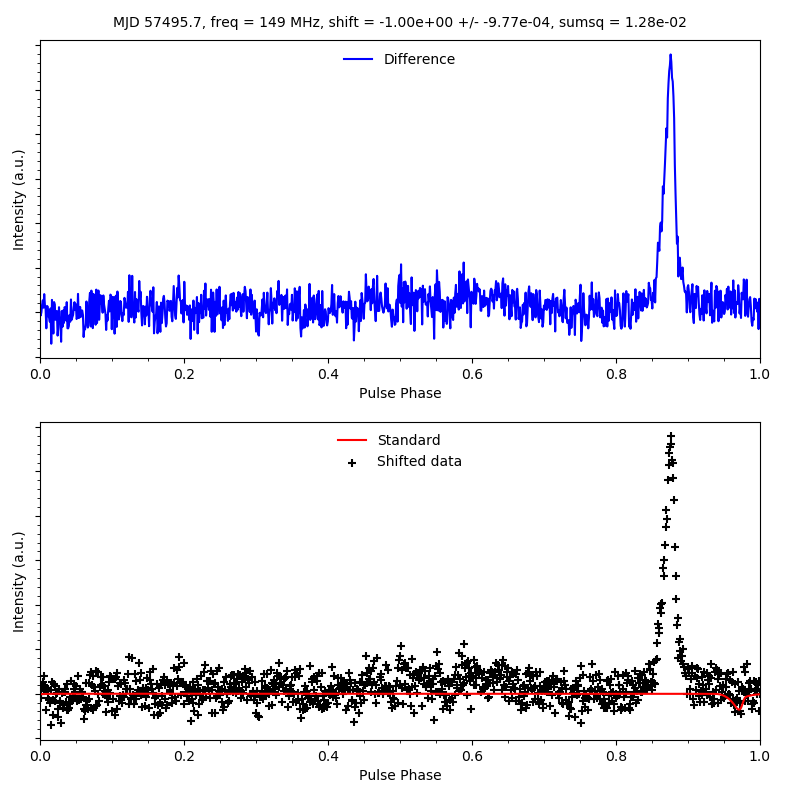 MJD 57495.7, freq = 149 MHz, shift = -1.00e+00 +/- -9.77e-04, sumsq = 1.28e-02
Difference
Intensity (a.u.)
0.0 0.2 0.4 0.6 0.8 1.0
Pulse Phase
Standard
Shifted data
Intensity (a.u.)
0.0 0.2 0.4 0.6 0.8 1.0
Pulse Phase